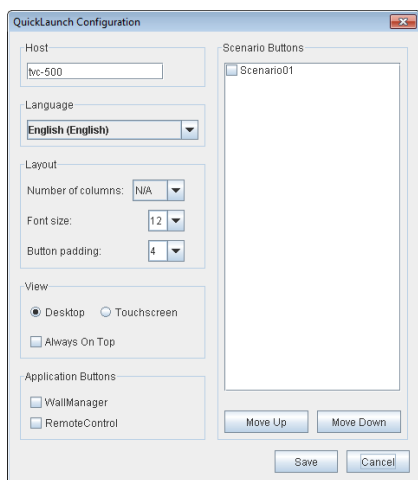 QuickLaunch Configuration
Host
tvc-500
Language
English (English)
Layout
Number of columns: N/A
Font size: 12
Button padding: 4
View
Desktop Touchscreen
Always On Top
Application Buttons
WallManager
RemoteControl
Scenario Buttons
Scenario01
Move Up Move Down
Save Cancel